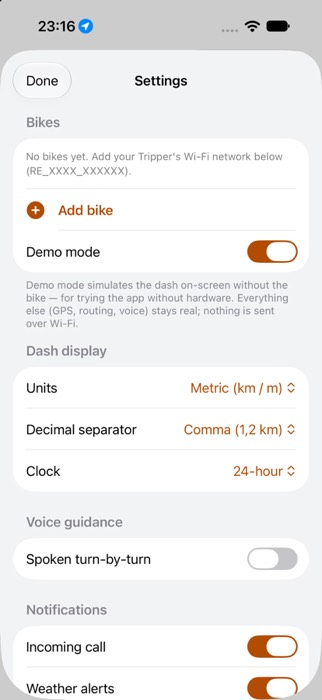 23:16
Done
Settings
Bikes
No bikes yet. Add your Tripper's Wi-Fi network below
(RE_XXXX_XXXXXX).
Add bike
Demo mode
Demo mode simulates the dash on-screen without the
bike — for trying the app without hardware. Everything
else (GPS, routing, voice) stays real; nothing is sent
over Wi-Fi.
Dash display
Units Metric (km / m)
Decimal separator Comma (1,2 km)
Clock 24-hour
Voice guidance
Spoken turn-by-turn
Notifications
Incoming call
Weather alerts